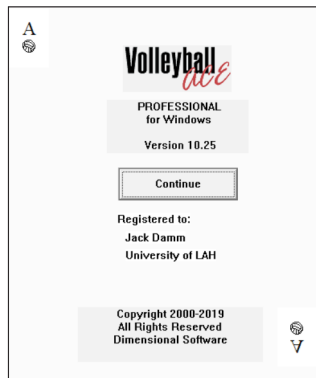 A
Volleyball
ace
PROFESSIONAL
for Windows
Version 10.25
Continue
Registered to:
Jack Damm
University of LAH
Copyright 2000-2019
All Rights Reserved
Dimensional Software
A